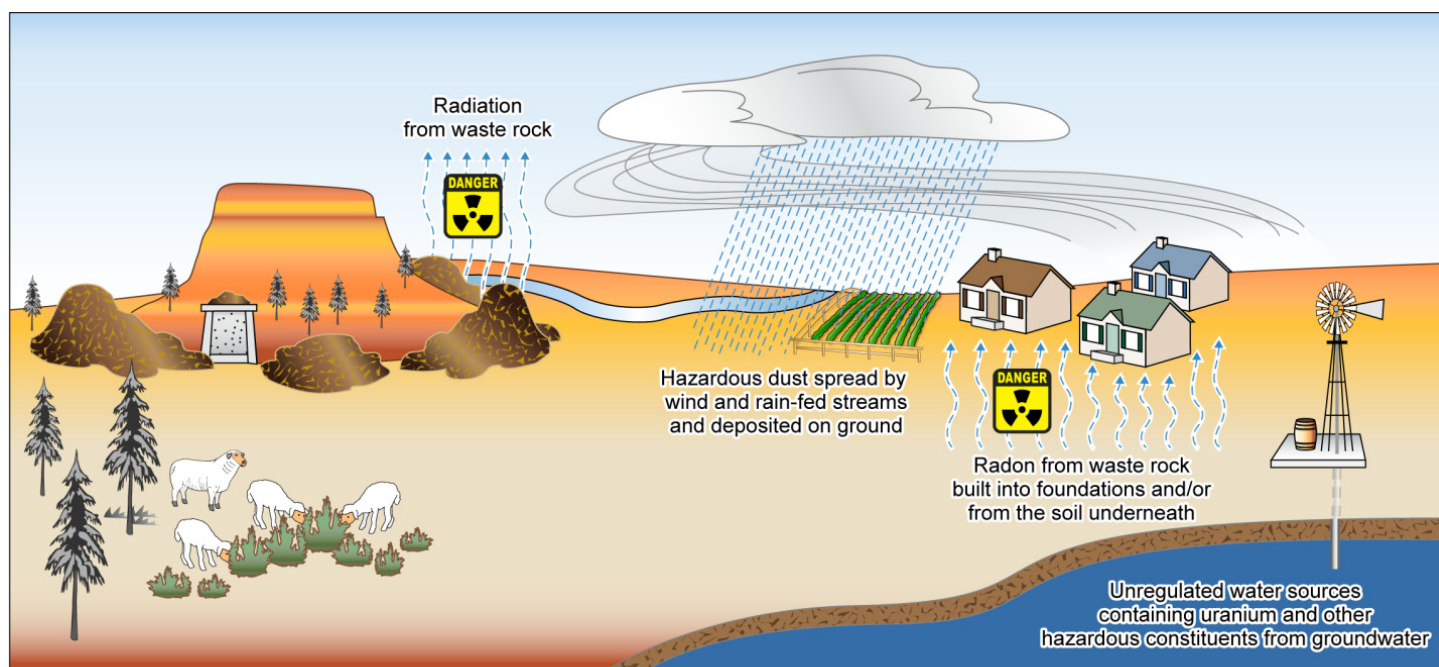 Radiation
from waste rock
DANGER
Hazardous dust spread by
wind and rain-fed streams
and deposited on ground
DANGER
Radon from waste rock
built into foundations and/or
from the soil underneath
Unregulated water sources
containing uranium and other
hazardous constituents from groundwater